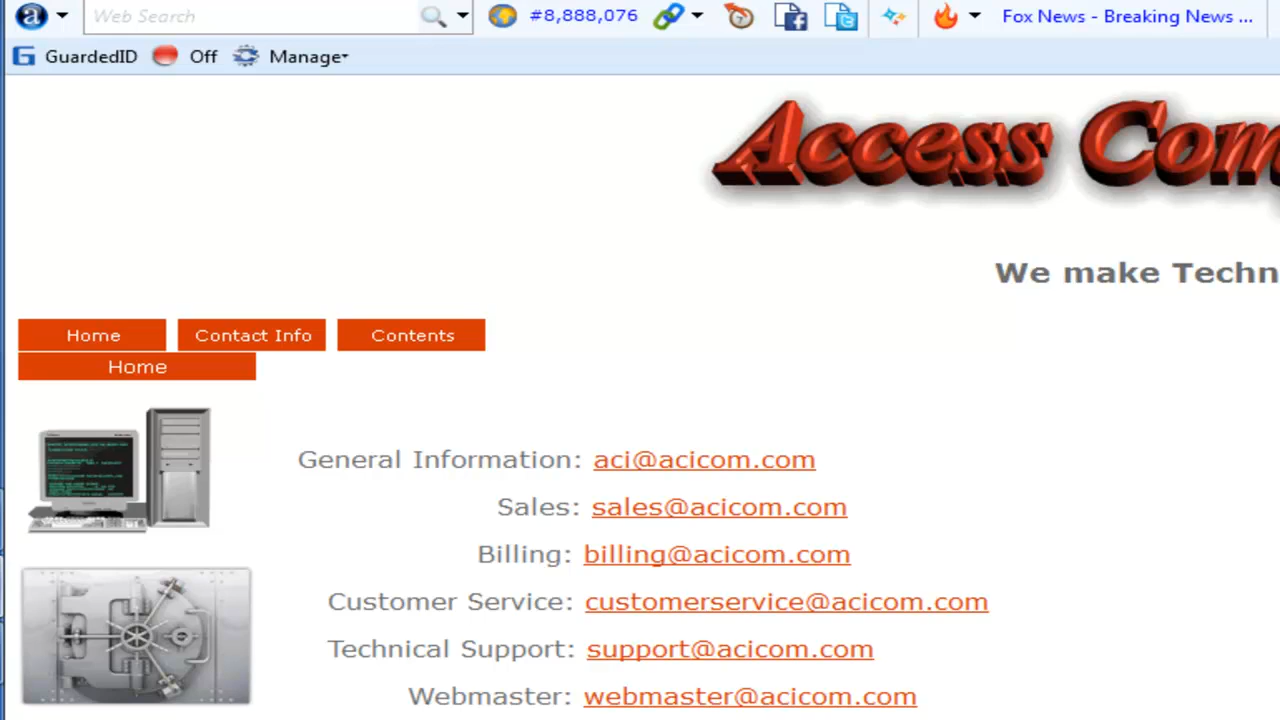 Web Search #8,888,076 Fox News - Breaking News ...
GuardedID Off Manage
Access Com
We make Techn
Home Contact Info Contents
Home
General Information: aci@acicom.com
Sales: sales@acicom.com
Billing: billing@acicom.com
Customer Service: customerservice@acicom.com
Technical Support: support@acicom.com
Webmaster: webmaster@acicom.com